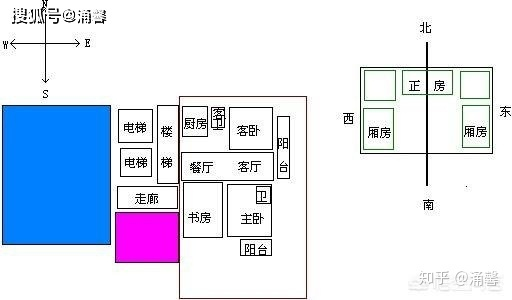 搜狐号@涌馨
N
W E
S
电梯
楼梯
电梯
走廊
厨房
客卫
客卧
阳台
餐厅 客厅
书房
卫
主卧
阳台
北
正房
西
东
厢房
厢房
南
知乎 @涌馨